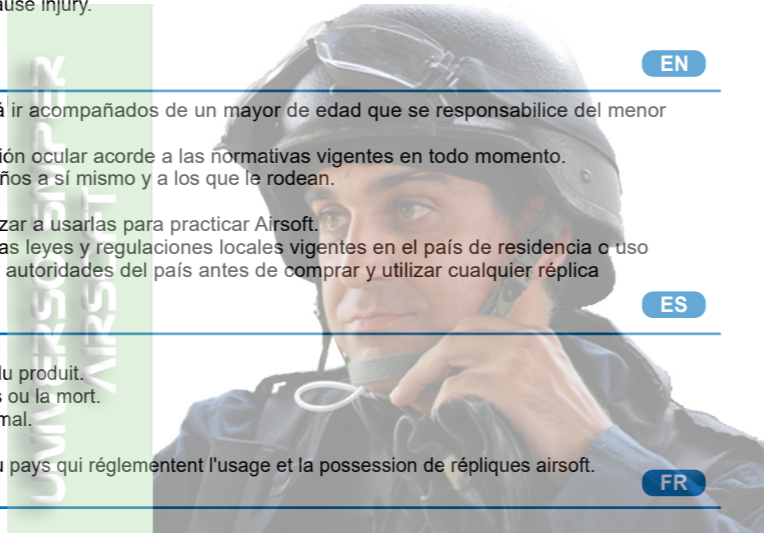 ause injury.
EN
á ir acompañados de un mayor de edad que se responsabilice del menor
ión ocular acorde a las normativas vigentes en todo momento.
ños a sí mismo y a los que le rodean.
zar a usarlas para practicar Airsoft.
as leyes y regulaciones locales vigentes en el país de residencia o uso
autoridades del país antes de comprar y utilizar cualquier réplica
ES
du produit.
s ou la mort.
mal.
u pays qui réglementent l'usage et la possession de répliques airsoft.
FR
UNIVERSO SNIPER
AIRSOFT